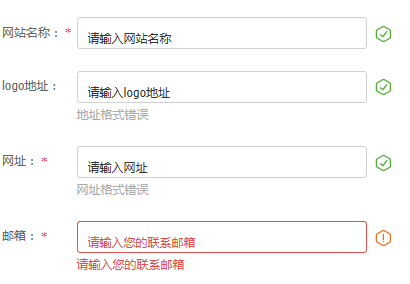 网站名称： * 请输入网站名称
logo地址： 请输入logo地址
地址格式错误
网址： * 请输入网址
网址格式错误
邮箱： * 请输入您的联系邮箱
请输入您的联系邮箱